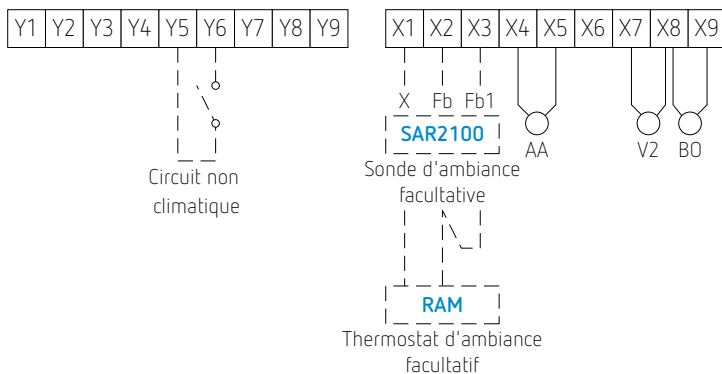 Y1 Y2 Y3 Y4 Y5 Y6 Y7 Y8 Y9
X1 X2 X3 X4 X5 X6 X7 X8 X9
X Fb Fb1
SAR2100
AA
V2 BO
Circuit non
climatique
Sonde d'ambiance
facultative
RAM
Thermostat d'ambiance
facultatif